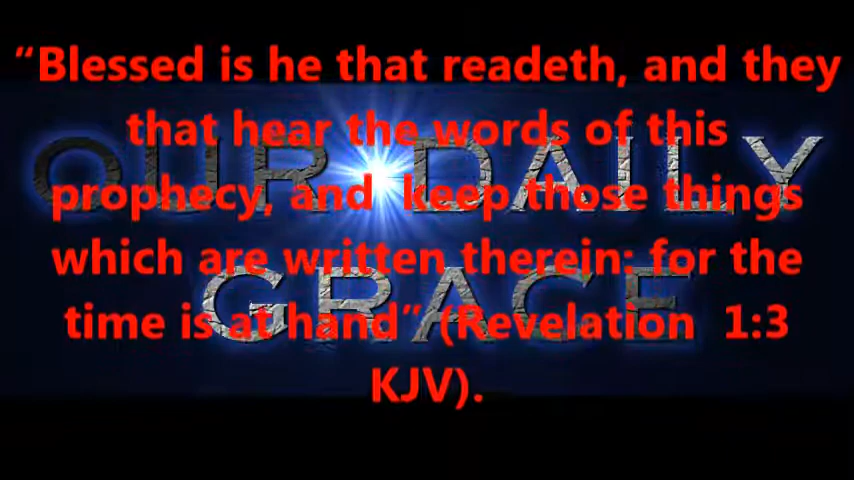 “Blessed is he that readeth, and they
that hear the words of this
prophecy, and  keep those things
which are written therein: for the
time is at hand” (Revelation  1:3
KJV).
OUR DAILY
GRACE